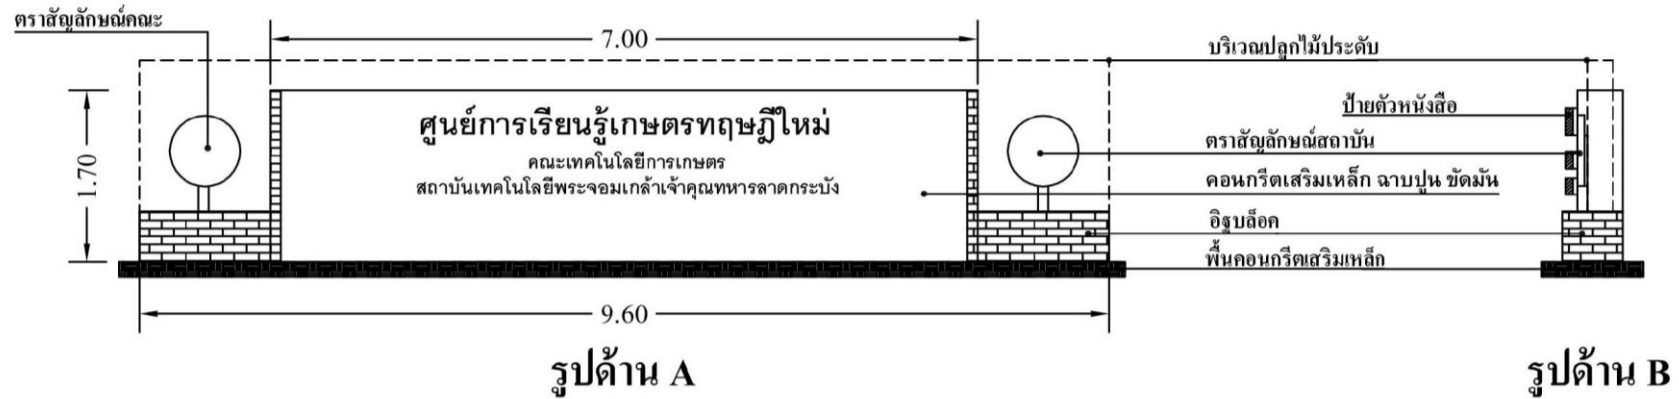 ตราสัญลักษณ์คณะ
7.00
บริเวณปลูกไม้ประดับ
1.70
ศูนย์การเรียนรู้เกษตรทฤษฎีใหม่
คณะเทคโนโลยีการเกษตร
สถาบันเทคโนโลยีพระจอมเกล้าเจ้าคุณทหารลาดกระบัง
ป้ายตัวหนังสือ
ตราสัญลักษณ์สถาบัน
คอนกรีตเสริมเหล็ก ฉาบปูน ขัดมัน
อิฐบล็อค
พื้นคอนกรีตเสริมเหล็ก
9.60
รูปด้าน A
รูปด้าน B